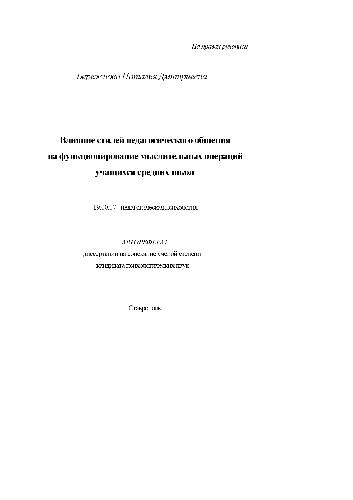 На правах рукописи
Бережнова Наталья Дмитриевна
Влияние стилей педагогического общения
на функционирование мыслительных операций
учащихся средних школ
19.00.07 педагогическая психология
АВТОРЕФЕРАТ
диссертации на соискание ученой степени
кандидата психологических наук
Ставрополь